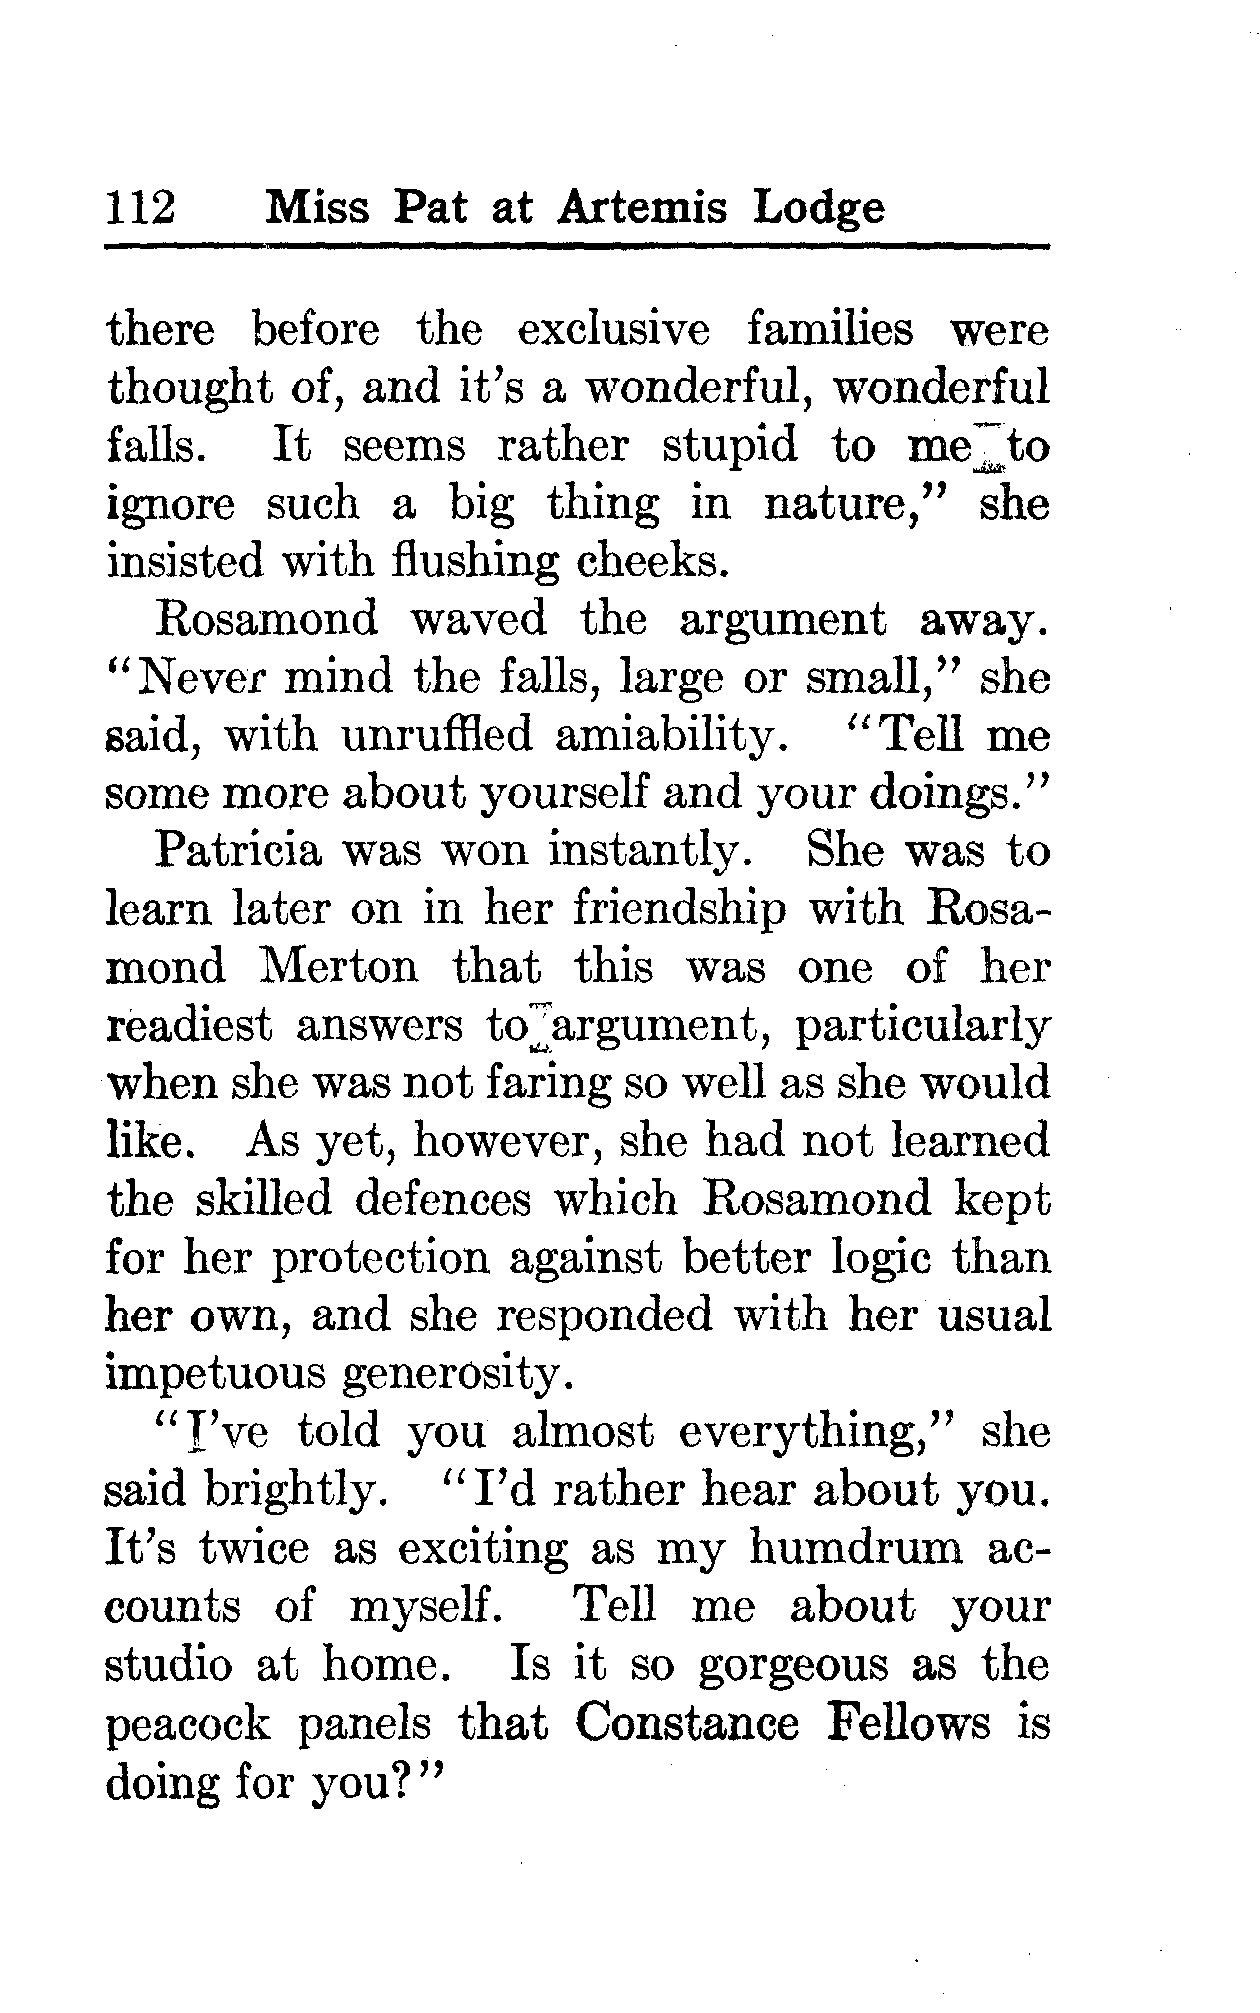 112 Miss Pat at Artemis Lodge
there before the exclusive families were
thought of, and it's a wonderful, wonderful
falls. It seems rather stupid to me to
ignore such a big thing in nature," she
insisted with flushing cheeks.
Rosamond waved the argument away.
"Never mind the falls, large or small," she
said, with unruffled amiability. "Tell me
some more about yourself and your doings."
Patricia was won instantly. She was to
learn later on in her friendship with Rosa-
mond Merton that this was one of her
readiest answers to argument, particularly
when she was not faring so well as she would
like. As yet, however, she had not learned
the skilled defences which Rosamond kept
for her protection against better logic than
her own, and she responded with her usual
impetuous generosity.
"I've told you almost everything," she
said brightly. "I'd rather hear about you.
It's twice as exciting as my humdrum ac-
counts of myself. Tell me about your
studio at home. Is it so gorgeous as the
peacock panels that Constance Fellows is
doing for you?"